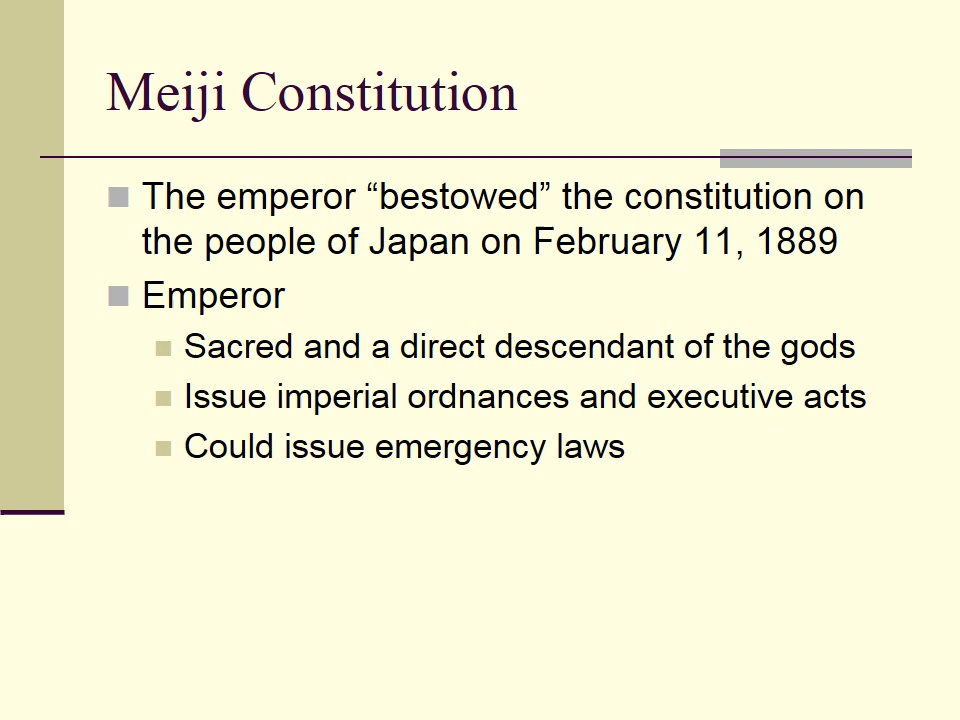 Meiji Constitution
The emperor “bestowed” the constitution on
the people of Japan on February 11, 1889
Emperor
Sacred and a direct descendant of the gods
Issue imperial ordnances and executive acts
Could issue emergency laws